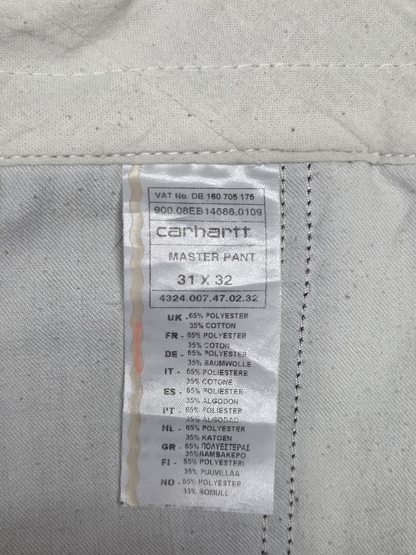 VAT No. DE 160 705 175
900.08EB14686.0109
carhartt
MASTER PANT
31 X 32
4324.007.47.02.32
UK - 65% POLYESTER
35% COTTON
FR - 65% POLYESTER
35% COTON
DE - 65% POLYESTER
35% BAUMWOLLE
IT - 65% POLIESTERE
35% COTONE
ES - 65% POLIESTER
35% ALGODON
PT - 65% POLIESTER
35% ALGODAO
NL - 65% POLYESTER
35% KATOEN
GR - 65% ΠΟΛΥΕΣΤΕΡΑΣ
35% ΒΑΜΒΑΚΕΡΟ
FI - 65% POLYESTERI
35% PUUVILLAA
NO - 65% POLYESTER
35% BOMULL